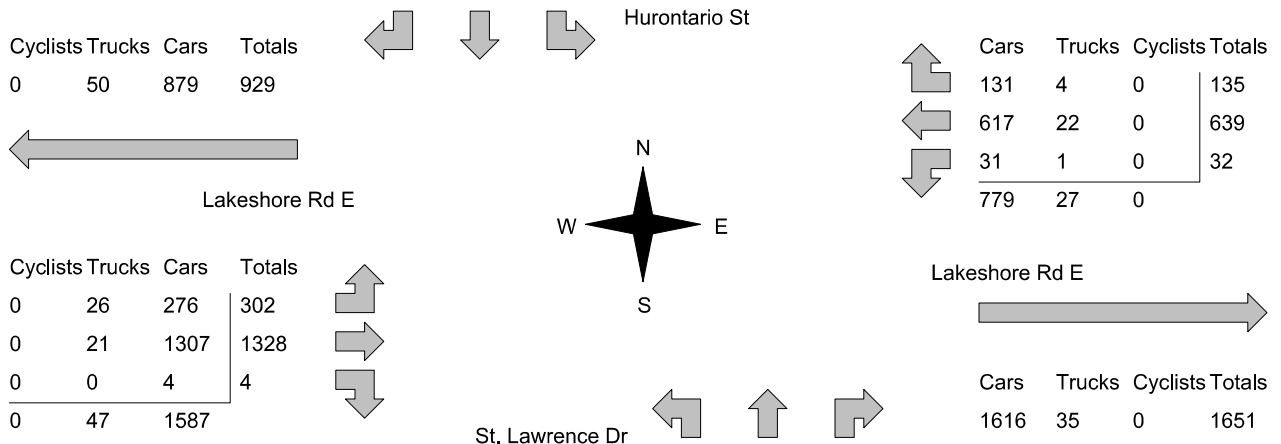 Hurontario St
Cyclists Trucks Cars Totals
0 50 879 929
Lakeshore Rd E
Cars Trucks Cyclists Totals
131 4 0 135
617 22 0 639
31 1 0 32
779 27 0
N
W E
S
Cyclists Trucks Cars Totals
0 26 276 302
0 21 1307 1328
0 0 4 4
0 47 1587
Lakeshore Rd E
Cars Trucks Cyclists Totals
1616 35 0 1651
St. Lawrence Dr